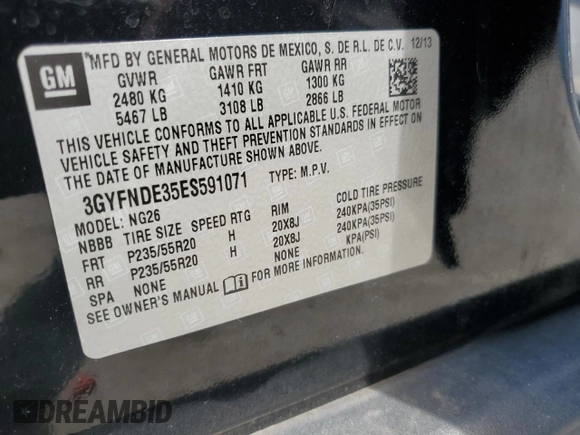 GM
MFD BY GENERAL MOTORS DE MEXICO, S. DE R.L. DE C.V. 12/13
GVWR GAWR FRT GAWR RR
2480 KG 1410 KG 1300 KG
5467 LB 3108 LB 2866 LB
THIS VEHICLE CONFORMS TO ALL APPLICABLE U.S. FEDERAL MOTOR
VEHICLE SAFETY AND THEFT PREVENTION STANDARDS IN EFFECT ON
THE DATE OF MANUFACTURE SHOWN ABOVE.
3GYFNDE35ES591071 TYPE: M.P.V.
MODEL: NG26
NBBB TIRE SIZE SPEED RTG RIM COLD TIRE PRESSURE
FRT P235/55R20 H 20X8J 240KPA(35PSI)
RR P235/55R20 H 20X8J 240KPA(35PSI)
SPA NONE NONE KPA(PSI)
SEE OWNER'S MANUAL FOR MORE INFORMATION.
DREAMBID